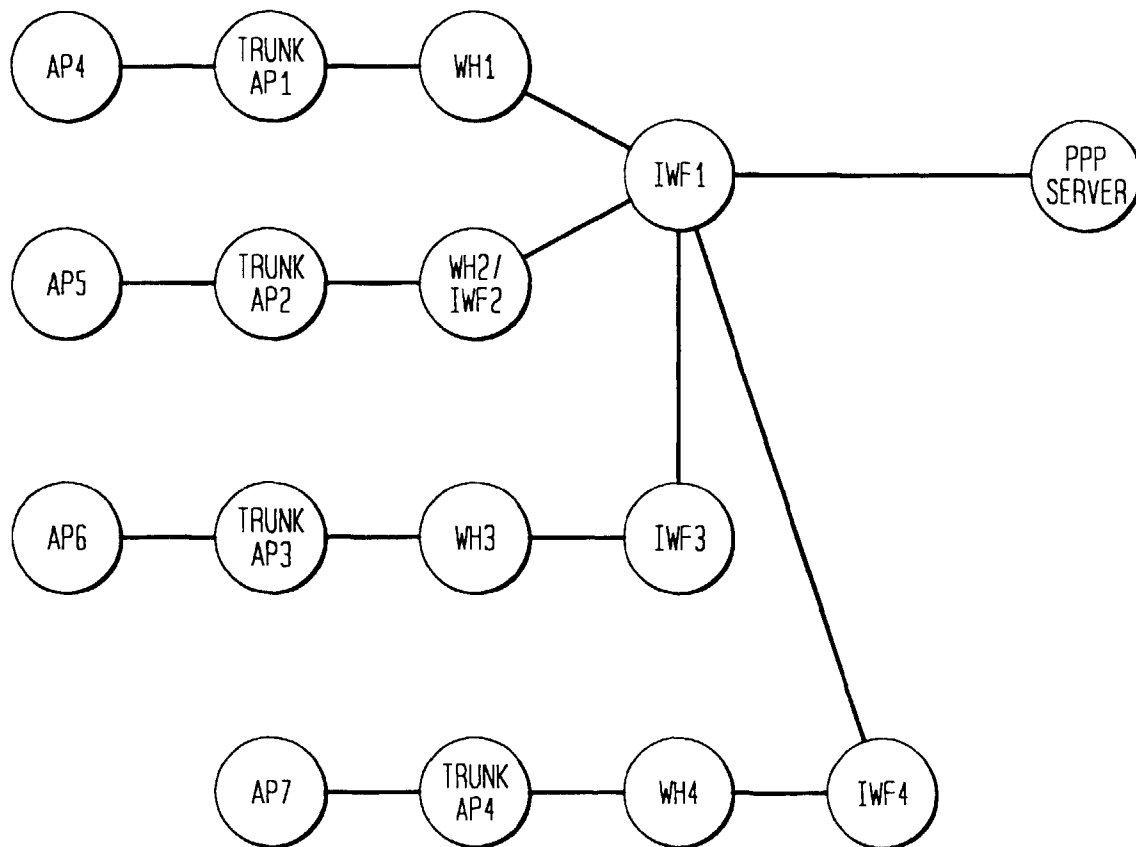 AP4
TRUNK
AP1
WH1
IWF1
PPP
SERVER
AP5
TRUNK
AP2
WH2/
IWF2
AP6
TRUNK
AP3
WH3
IWF3
AP7
TRUNK
AP4
WH4
IWF4